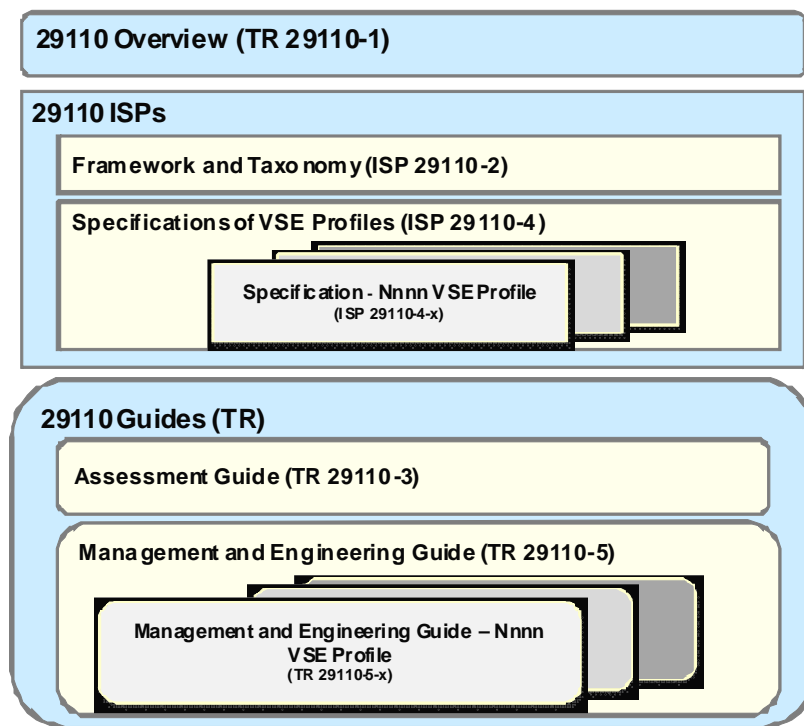 29110 Overview (TR 29110-1)
29110 ISPs
Framework and Taxonomy (ISP 29110-2)
Specifications of VSE Profiles (ISP 29110-4)
Specification - Nnnn VSE Profile
(ISP 29110-4-x)
29110 Guides (TR)
Assessment Guide (TR 29110-3)
Management and Engineering Guide (TR 29110-5)
Management and Engineering Guide – Nnnn
VSE Profile
(TR 29110-5-x)